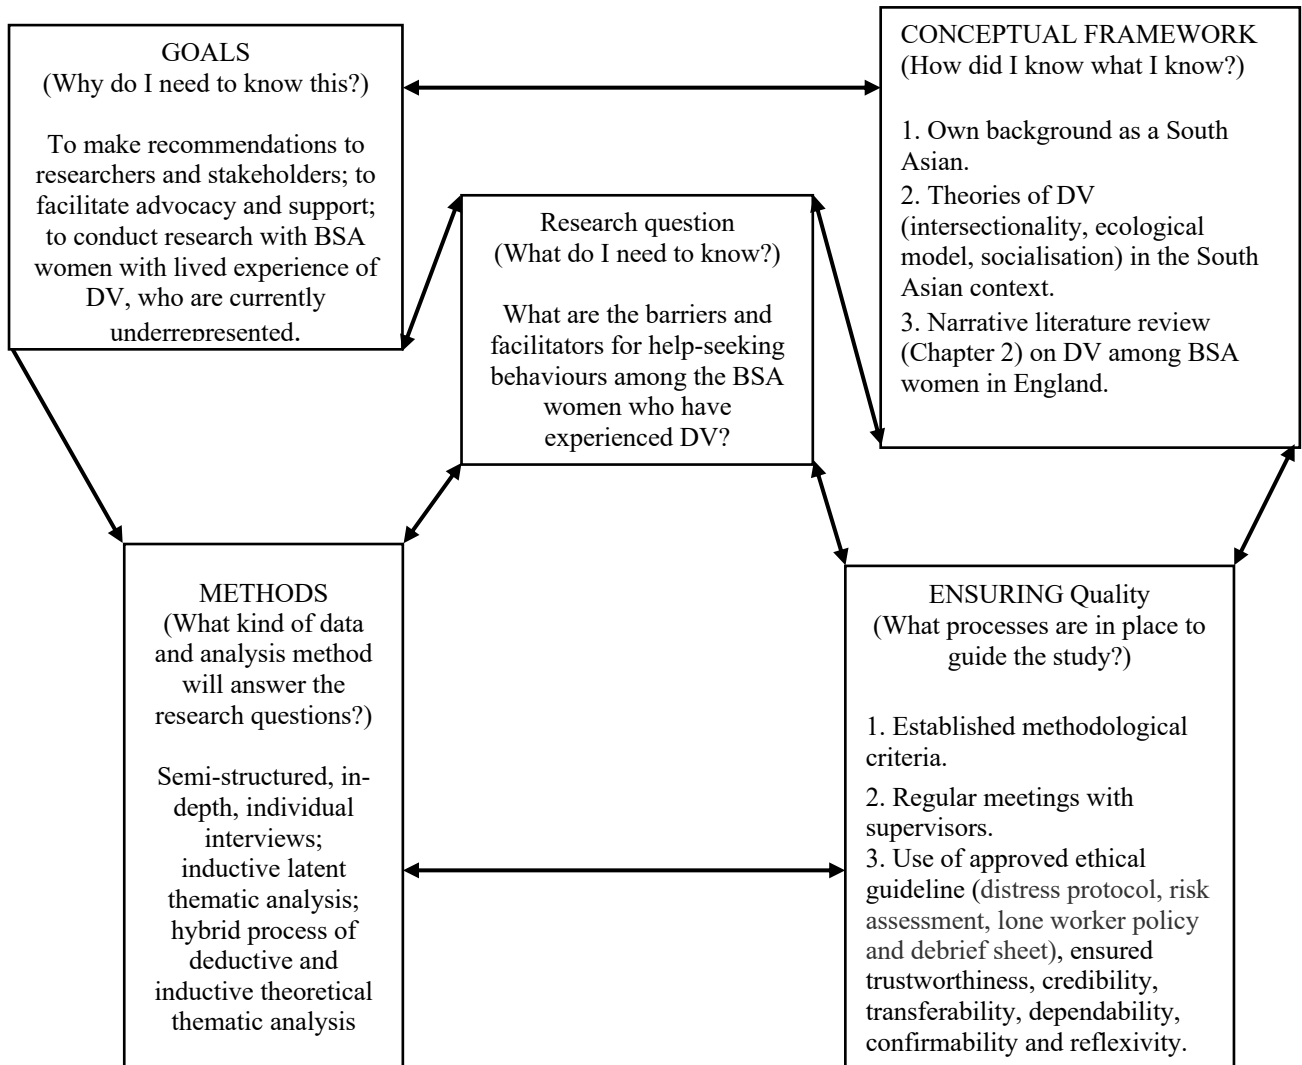 GOALS
(Why do I need to know this?)
To make recommendations to
researchers and stakeholders; to
facilitate advocacy and support;
to conduct research with BSA
women with lived experience of
DV, who are currently
underrepresented.
CONCEPTUAL FRAMEWORK
(How did I know what I know?)
1. Own background as a South
Asian.
2. Theories of DV
(intersectionality, ecological
model, socialisation) in the South
Asian context.
3. Narrative literature review
(Chapter 2) on DV among BSA
women in England.
Research question
(What do I need to know?)
What are the barriers and
facilitators for help-seeking
behaviours among the BSA
women who have
experienced DV?
METHODS
(What kind of data
and analysis method
will answer the
research questions?)
Semi-structured, in-
depth, individual
interviews;
inductive latent
thematic analysis;
hybrid process of
deductive and
inductive theoretical
thematic analysis
ENSURING Quality
(What processes are in place to
guide the study?)
1. Established methodological
criteria.
2. Regular meetings with
supervisors.
3. Use of approved ethical
guideline (distress protocol, risk
assessment, lone worker policy
and debrief sheet), ensured
trustworthiness, credibility,
transferability, dependability,
confirmability and reflexivity.